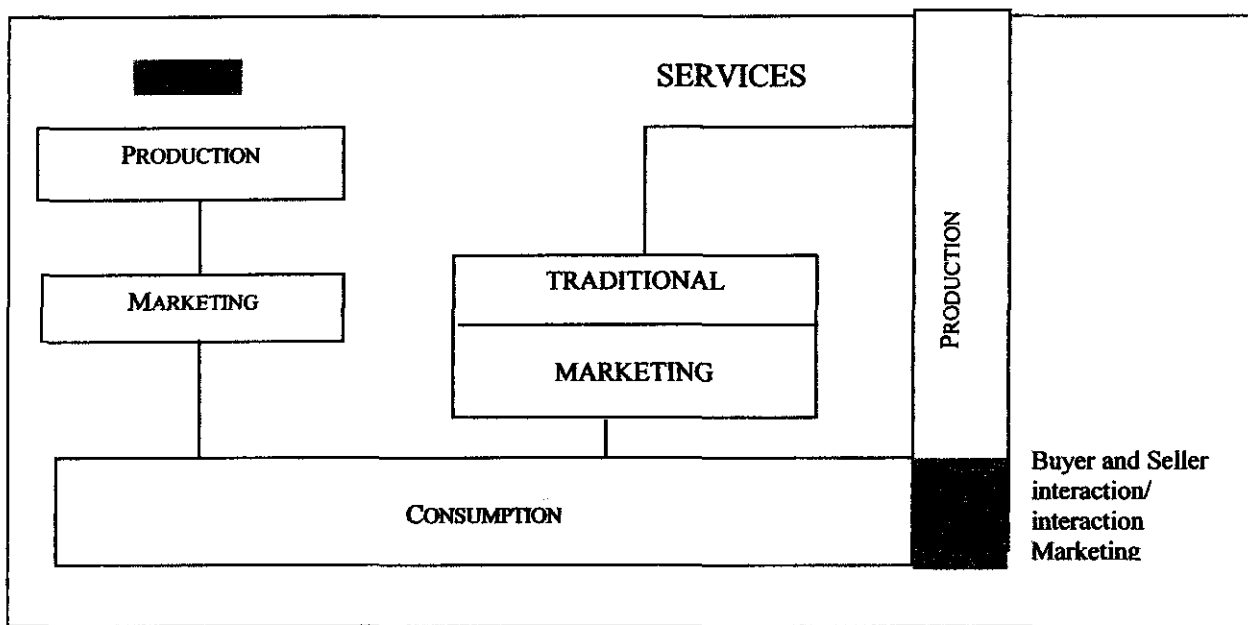 SERVICES
PRODUCTION
MARKETING
TRADITIONAL
MARKETING
PRODUCTION
CONSUMPTION
Buyer and Seller
interaction/
interaction
Marketing